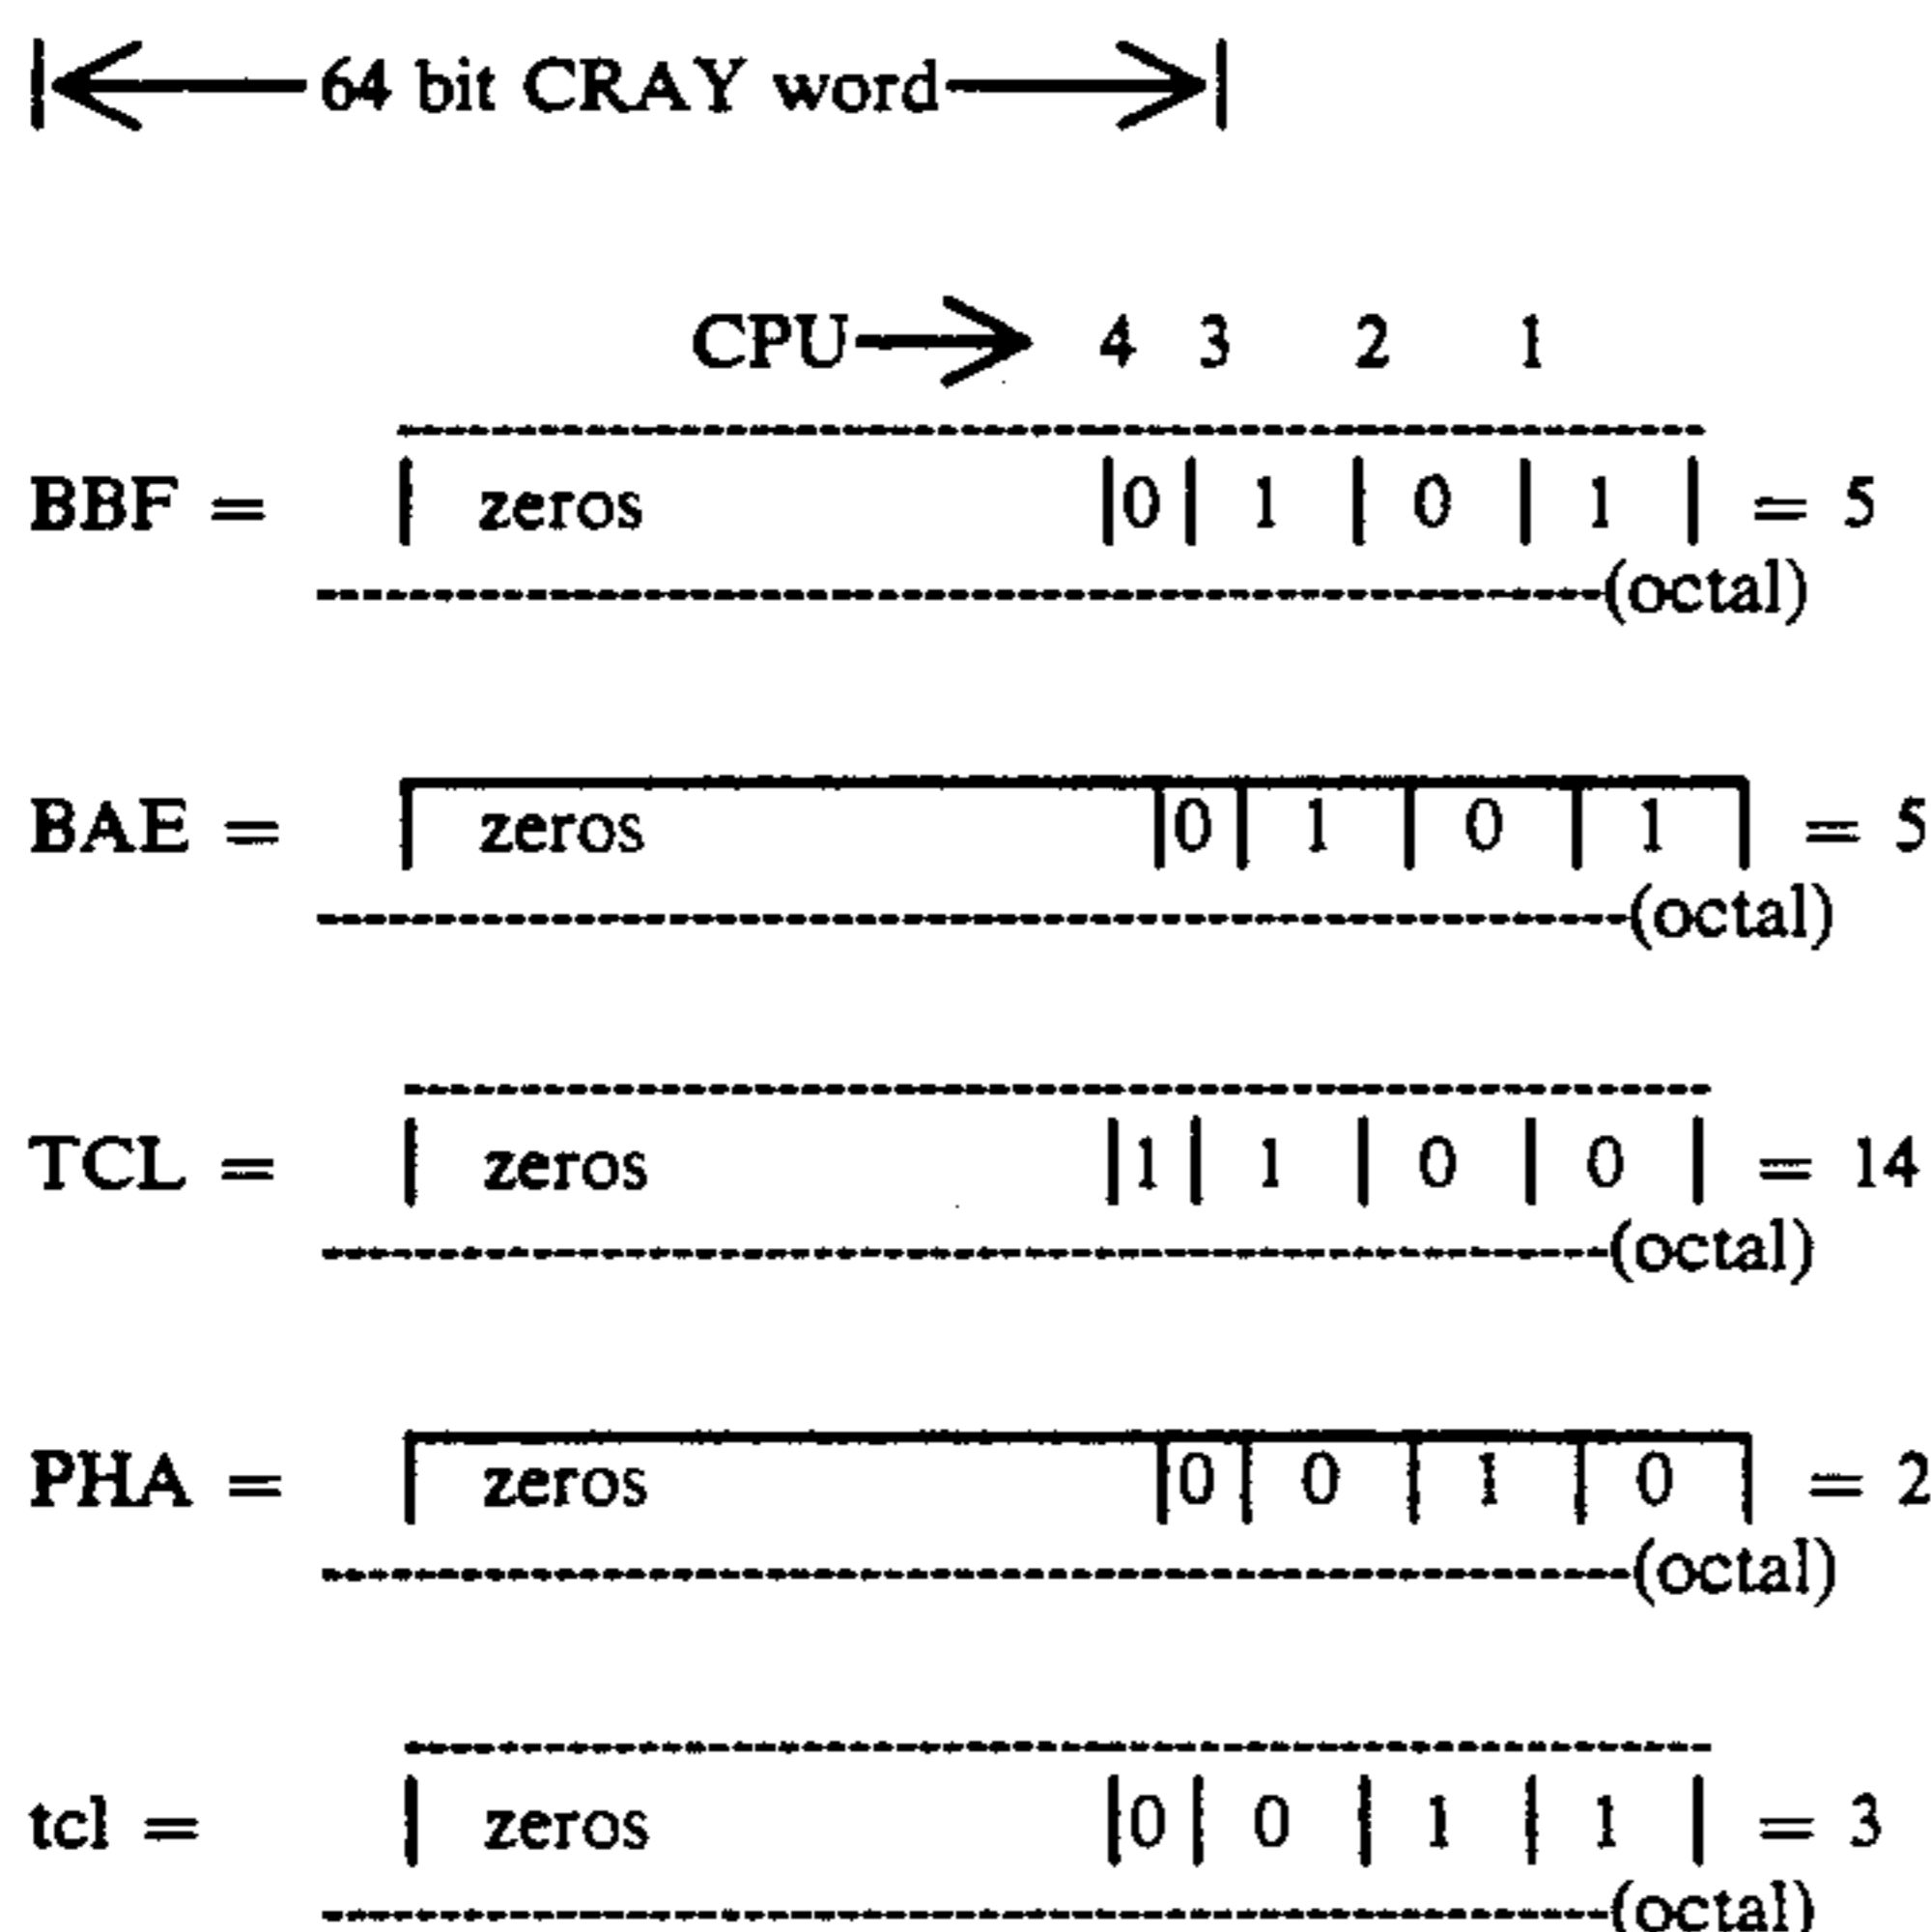 64 bit CRAY word
CPU 4 3 2 1
BBF = | zeros |0| 1 | 0 | 1 | = 5
(octal)
BAE = | zeros |0| 1 | 0 | 1 | = 5
(octal)
TCL = | zeros |1| 1 | 0 | 0 | = 14
(octal)
PHA = | zeros |0| 0 | 1 | 0 | = 2
(octal)
tcl = | zeros |0| 0 | 1 | 1 | = 3
(octal)